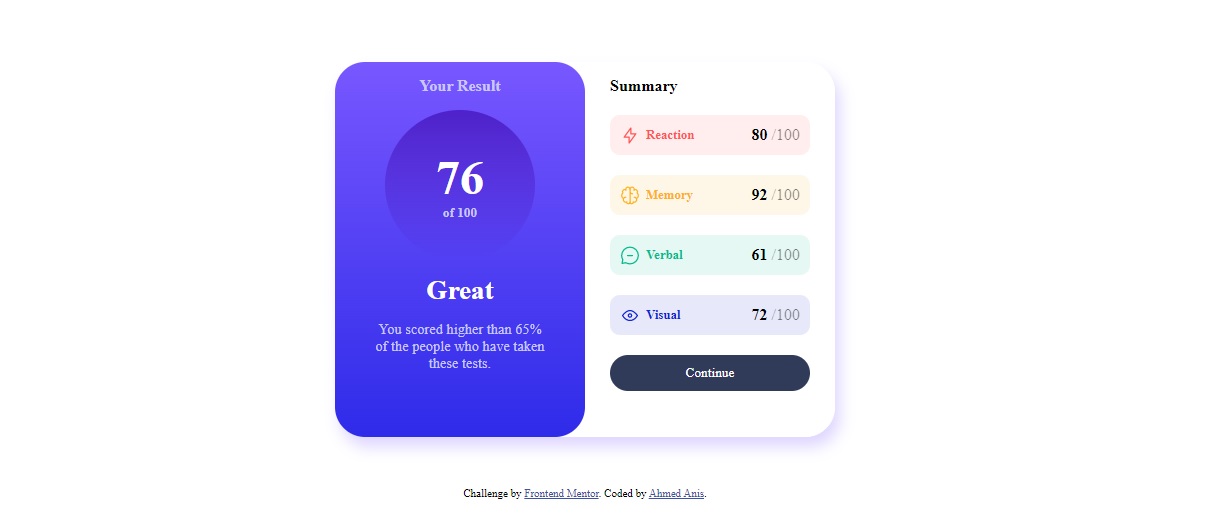 Your Result
76
of 100
Great
You scored higher than 65%
of the people who have taken
these tests.
Summary
Reaction 80 /100
Memory 92 /100
Verbal 61 /100
Visual 72 /100
Continue
Challenge by Frontend Mentor. Coded by Ahmed Anis.